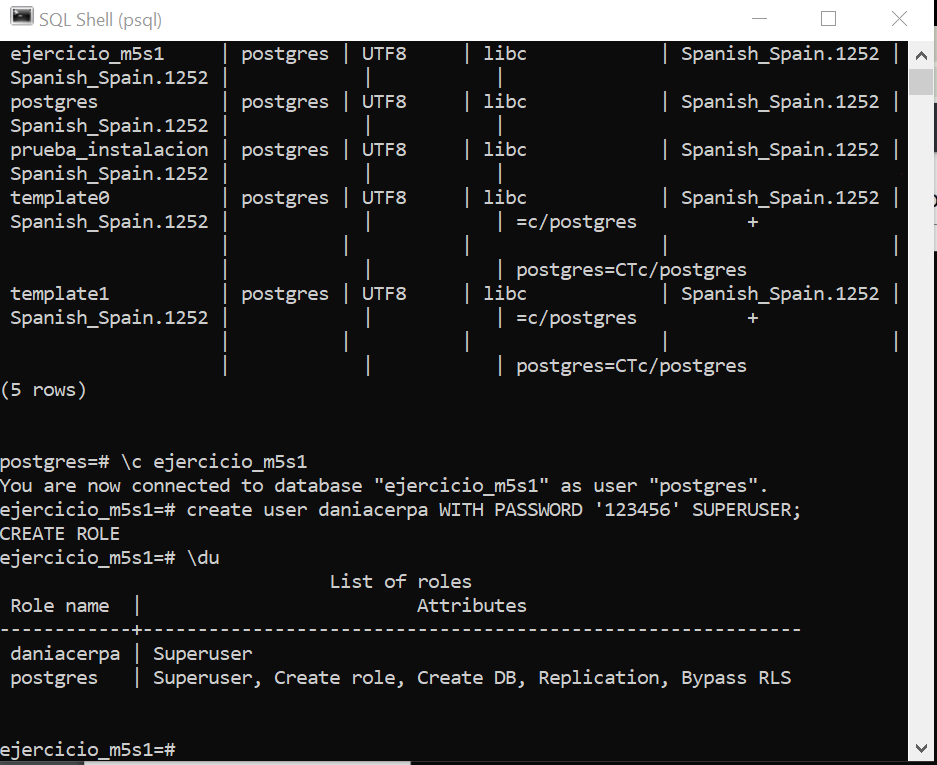 SQL Shell (psql)
ejercicio_m5s1 | postgres | UTF8 | libc | Spanish_Spain.1252 |
Spanish_Spain.1252 | | |
postgres | postgres | UTF8 | libc | Spanish_Spain.1252 |
Spanish_Spain.1252 | | |
prueba_instalacion | postgres | UTF8 | libc | Spanish_Spain.1252 |
Spanish_Spain.1252 | | |
template0 | postgres | UTF8 | libc | Spanish_Spain.1252 |
Spanish_Spain.1252 | | | =c/postgres +
| | | | |
| | | postgres=CTc/postgres
template1 | postgres | UTF8 | libc | Spanish_Spain.1252 |
Spanish_Spain.1252 | | | =c/postgres +
| | | | |
| | | postgres=CTc/postgres
(5 rows)
postgres=# \c ejercicio_m5s1
You are now connected to database "ejercicio_m5s1" as user "postgres".
ejercicio_m5s1=# create user daniacerpa WITH PASSWORD '123456' SUPERUSER;
CREATE ROLE
ejercicio_m5s1=# \du
List of roles
Role name | Attributes
------------+------------------------------------------------------------
daniacerpa | Superuser
postgres | Superuser, Create role, Create DB, Replication, Bypass RLS
ejercicio_m5s1=#